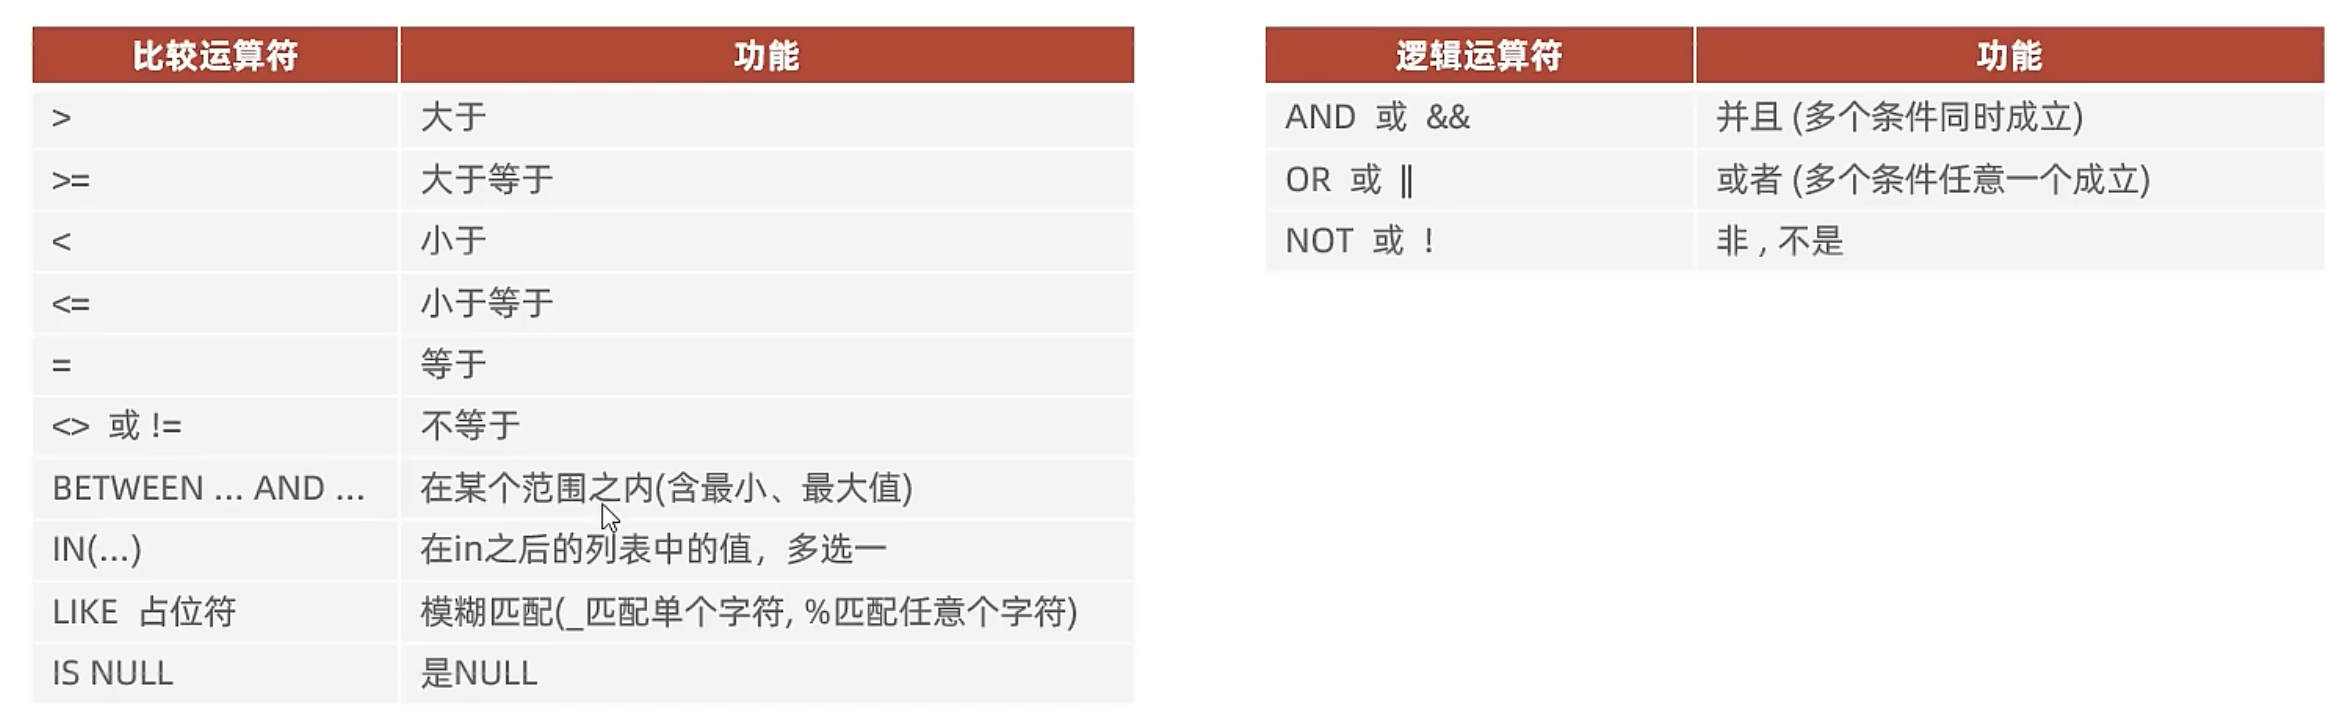 比较运算符 功能
> 大于
>= 大于等于
< 小于
<= 小于等于
= 等于
<> 或 != 不等于
BETWEEN ... AND ... 在某个范围之内(含最小、最大值)
IN(...) 在in之后的列表中的值，多选一
LIKE 占位符 模糊匹配(_匹配单个字符, %匹配任意个字符)
IS NULL 是NULL
逻辑运算符 功能
AND 或 && 并且 (多个条件同时成立)
OR 或 || 或者 (多个条件任意一个成立)
NOT 或 ! 非 , 不是